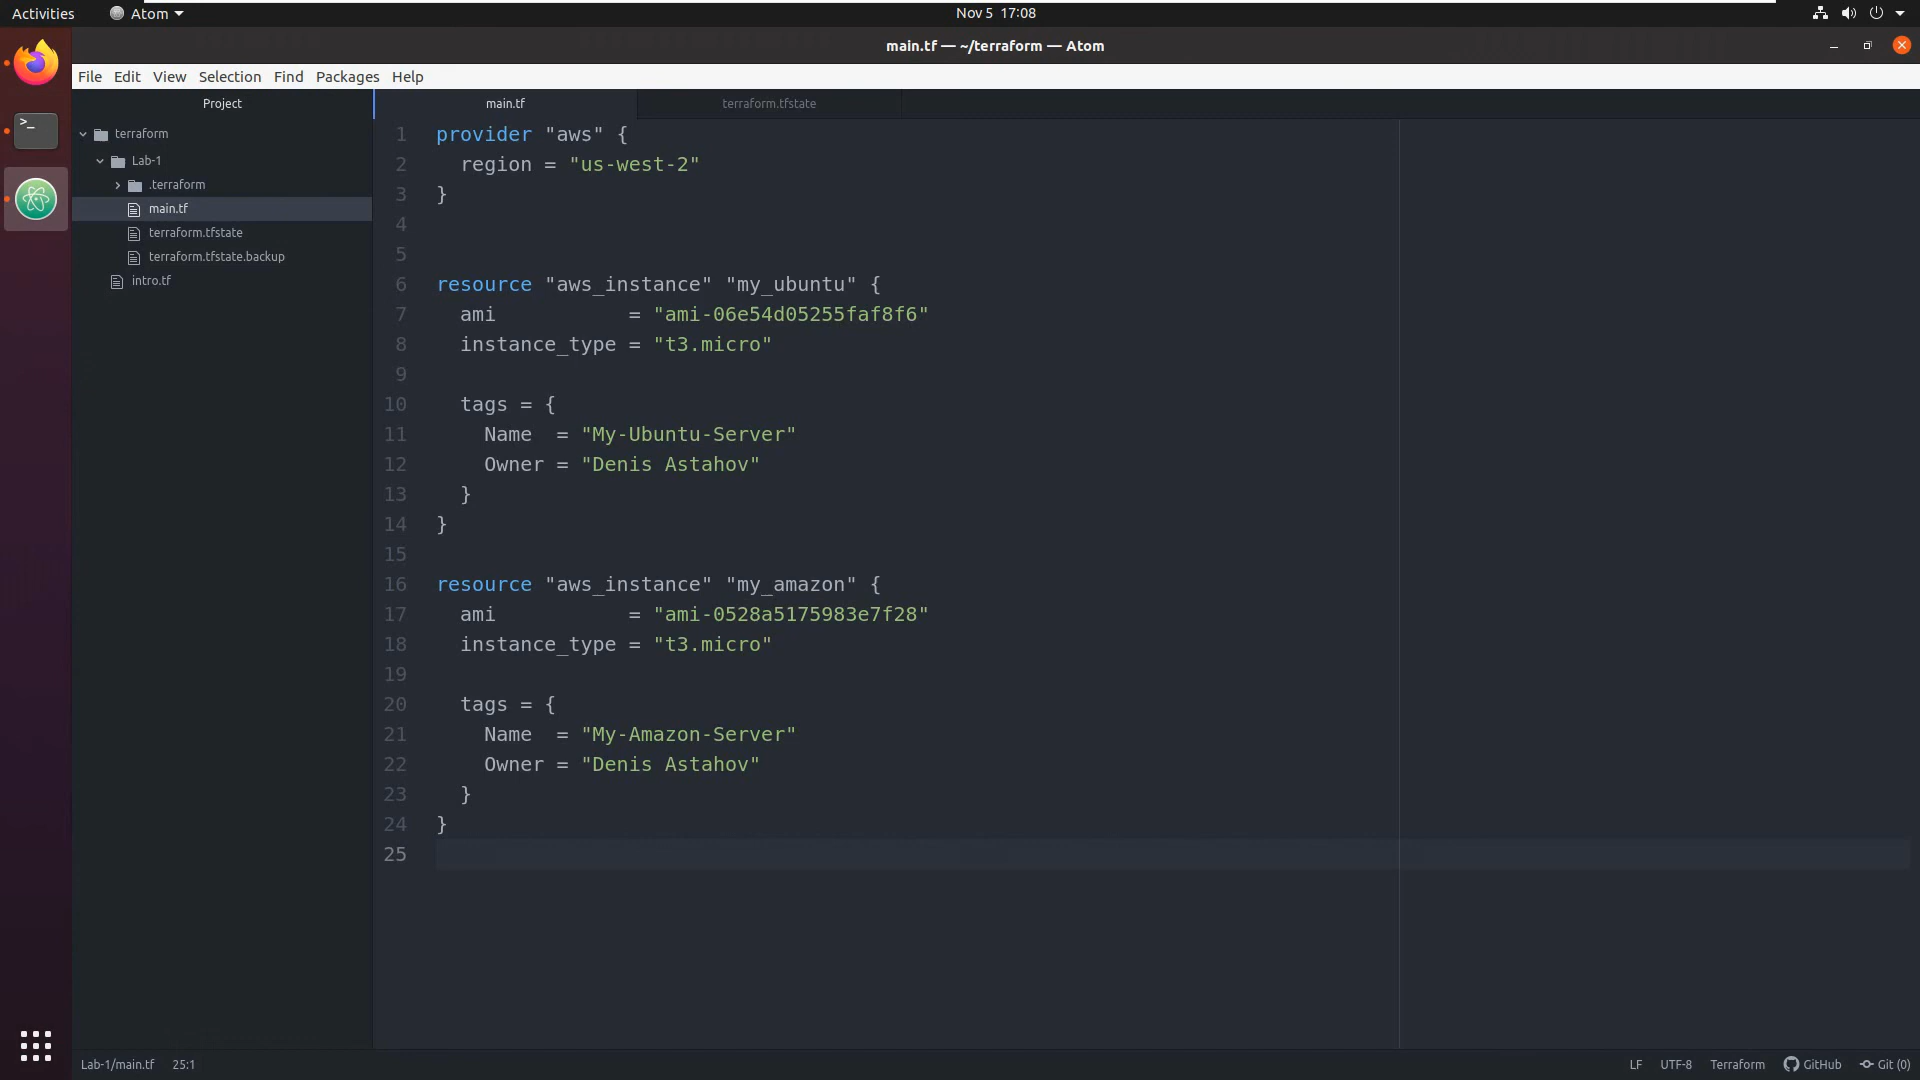 Activities
Atom
Nov 5 17:08
main.tf — ~/terraform — Atom
File Edit View Selection Find Packages Help
Project
main.tf
terraform.tfstate
terraform
Lab-1
.terraform
main.tf
terraform.tfstate
terraform.tfstate.backup
intro.tf
1 provider "aws" {
2   region = "us-west-2"
3 }
4
5
6 resource "aws_instance" "my_ubuntu" {
7   ami           = "ami-06e54d05255faf8f6"
8   instance_type = "t3.micro"
9
10   tags = {
11     Name  = "My-Ubuntu-Server"
12     Owner = "Denis Astahov"
13   }
14 }
15
16 resource "aws_instance" "my_amazon" {
17   ami           = "ami-0528a5175983e7f28"
18   instance_type = "t3.micro"
19
20   tags = {
21     Name  = "My-Amazon-Server"
22     Owner = "Denis Astahov"
23   }
24 }
25
Lab-1/main.tf 25:1
LF UTF-8 Terraform GitHub Git (0)